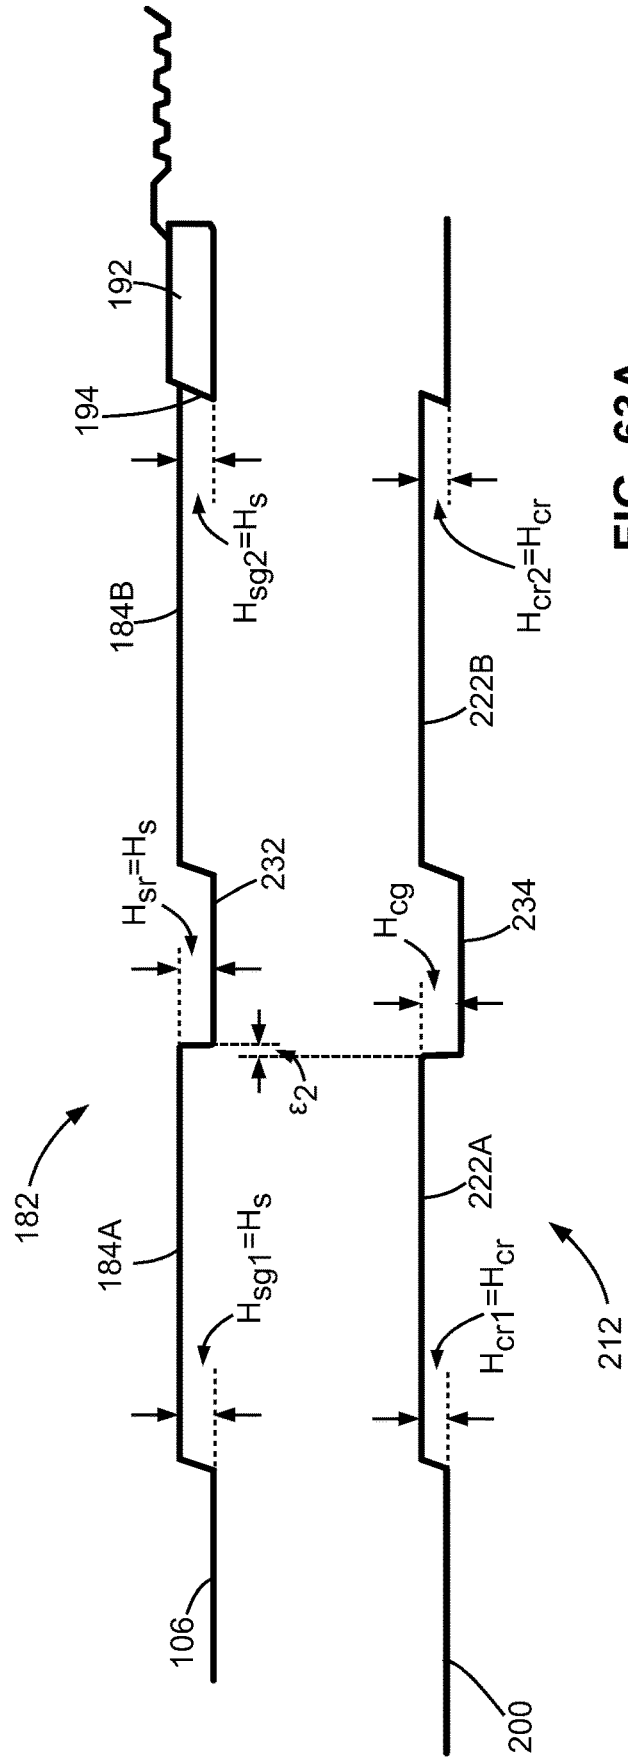 182
184A
Hsg1=Hs
106
Hsr=Hs
232
184B
Hsg2=Hs
194
192
ε2
222A
Hcr1=Hcr
200
212
Hcg
234
222B
Hcr2=Hcr
FIG.